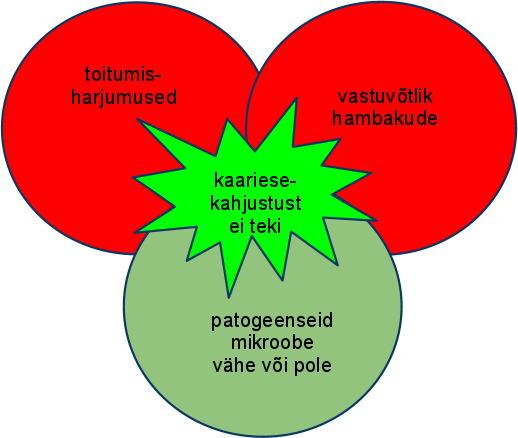 toitumis-
harjumused
vastuvõtlik
hambakude
kaariese-
kahjustust
ei teki
patogeenseid
mikroobe
vähe või pole